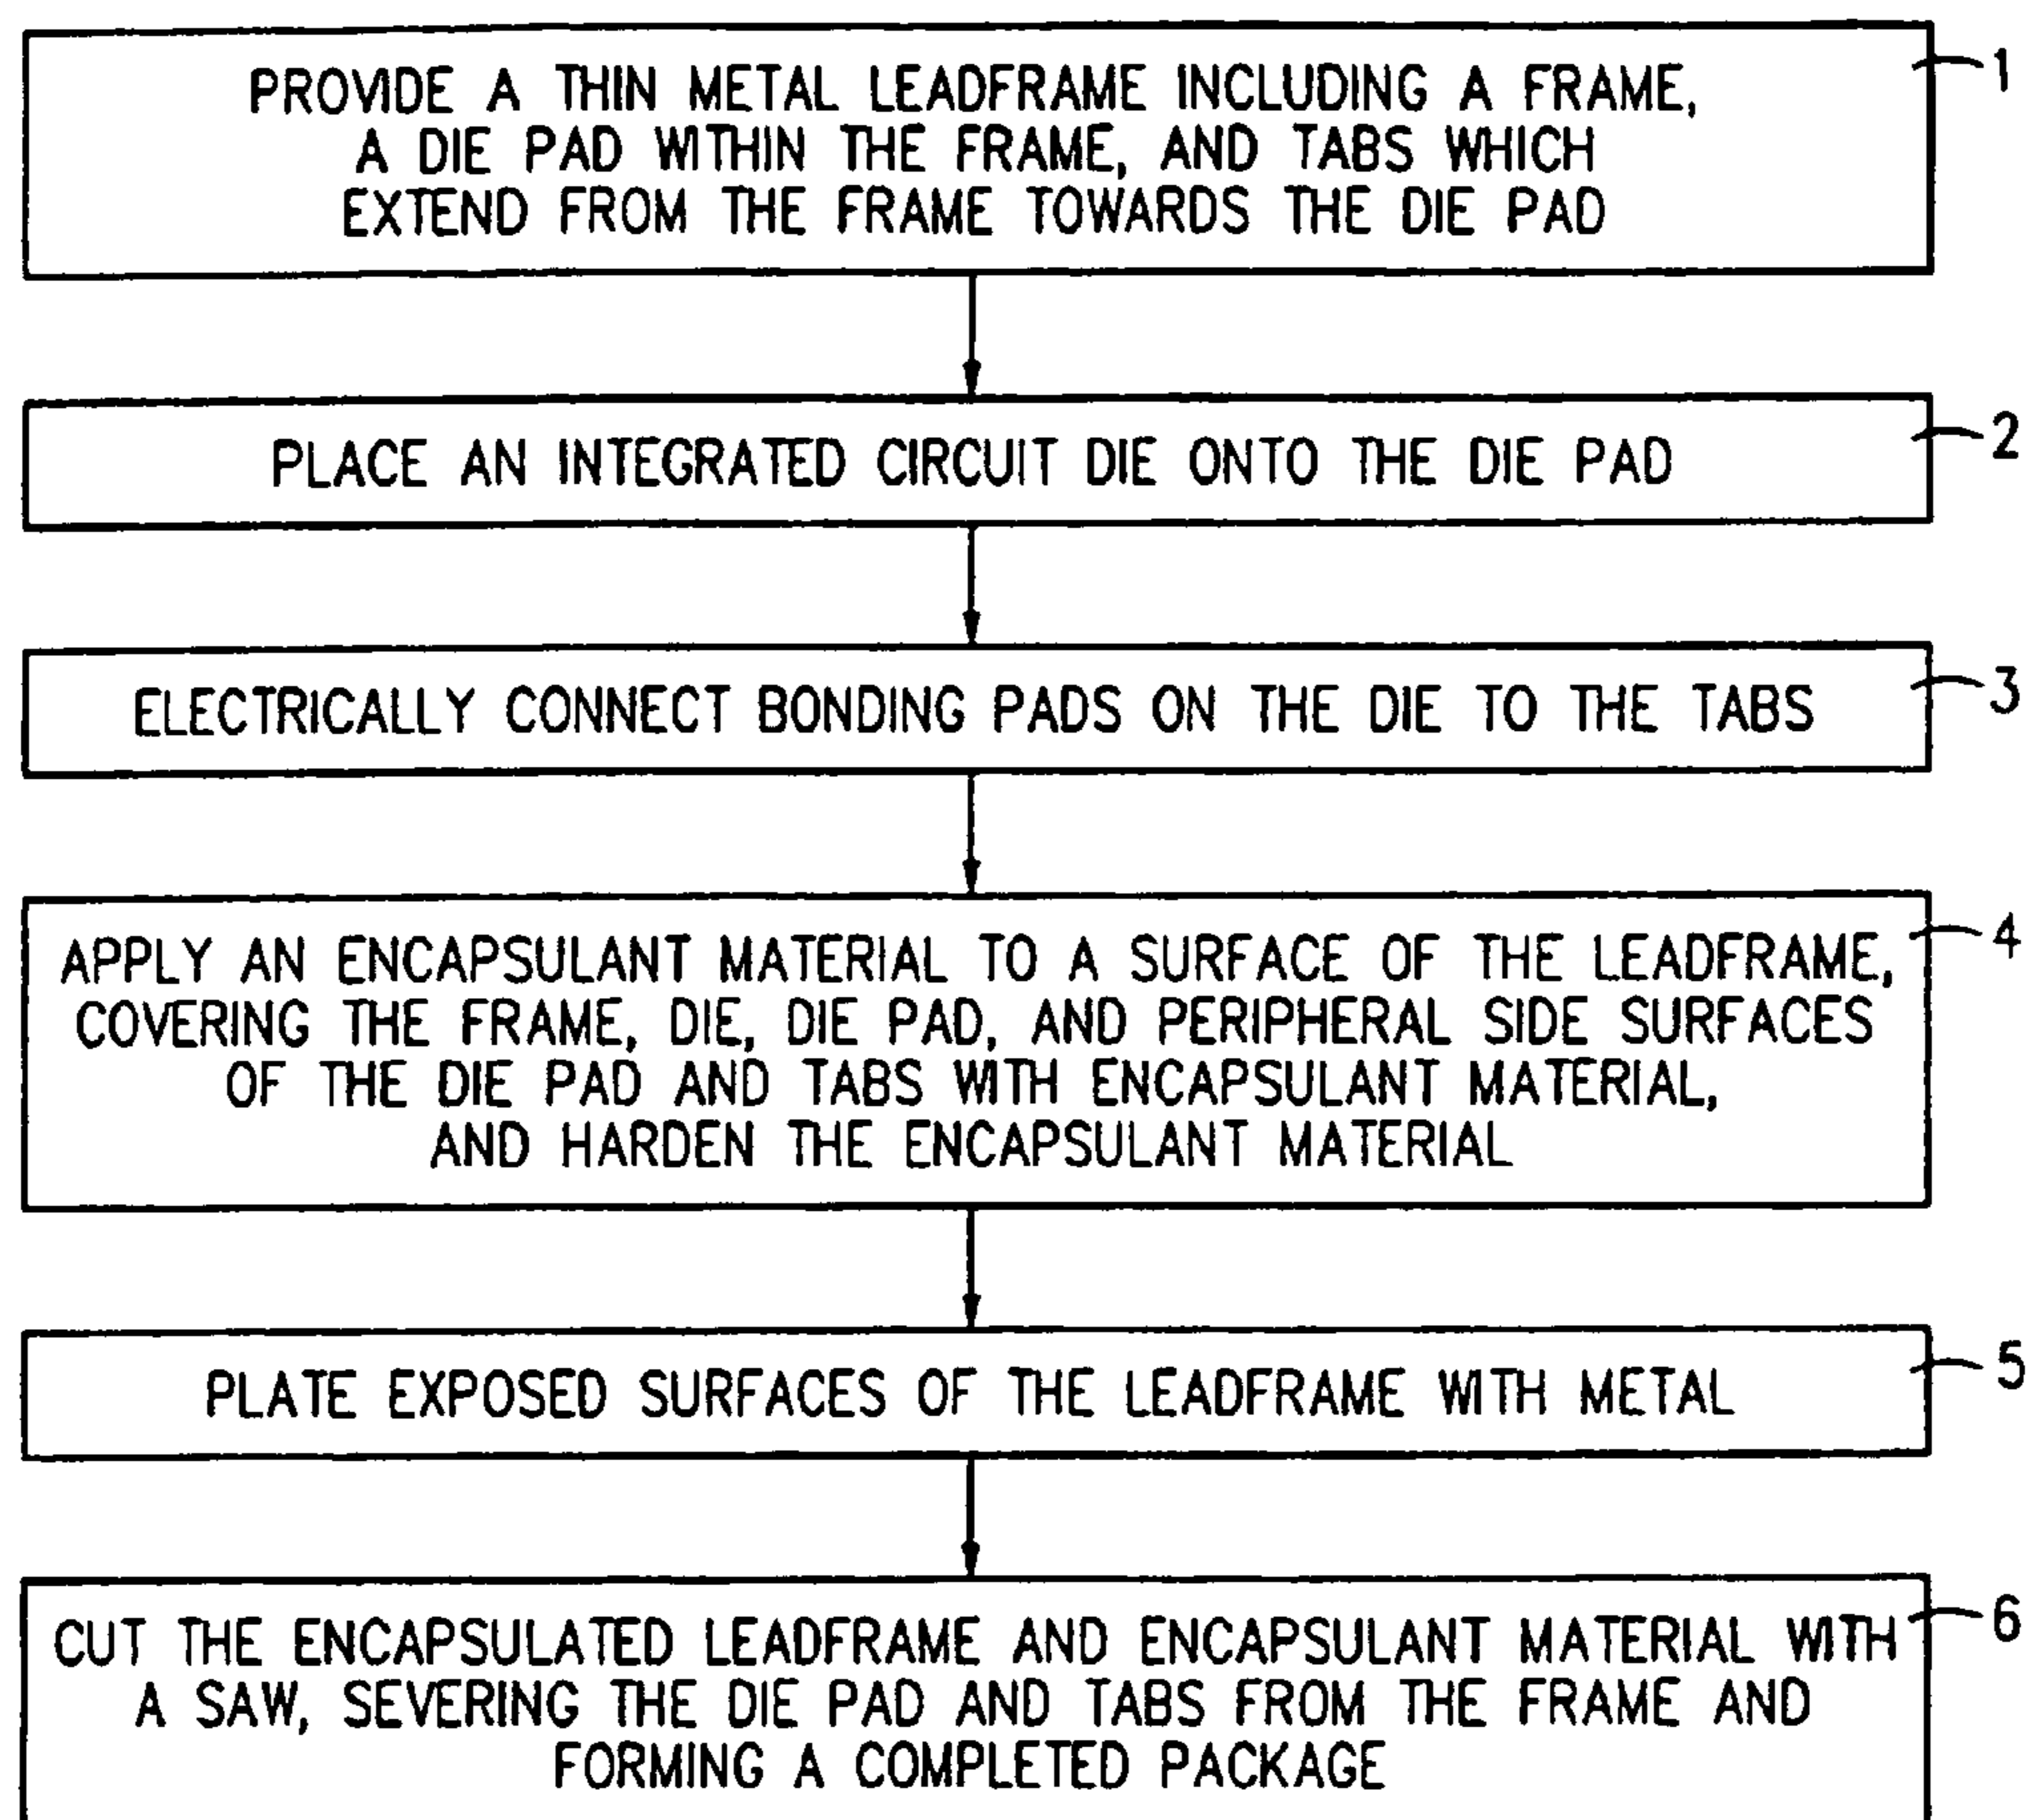 PROVIDE A THIN METAL LEADFRAME INCLUDING A FRAME,
A DIE PAD WITHIN THE FRAME, AND TABS WHICH
EXTEND FROM THE FRAME TOWARDS THE DIE PAD
1
PLACE AN INTEGRATED CIRCUIT DIE ONTO THE DIE PAD
2
ELECTRICALLY CONNECT BONDING PADS ON THE DIE TO THE TABS
3
APPLY AN ENCAPSULANT MATERIAL TO A SURFACE OF THE LEADFRAME,
COVERING THE FRAME, DIE, DIE PAD, AND PERIPHERAL SIDE SURFACES
OF THE DIE PAD AND TABS WITH ENCAPSULANT MATERIAL,
AND HARDEN THE ENCAPSULANT MATERIAL
4
PLATE EXPOSED SURFACES OF THE LEADFRAME WITH METAL
5
CUT THE ENCAPSULATED LEADFRAME AND ENCAPSULANT MATERIAL WITH
A SAW, SEVERING THE DIE PAD AND TABS FROM THE FRAME AND
FORMING A COMPLETED PACKAGE
6